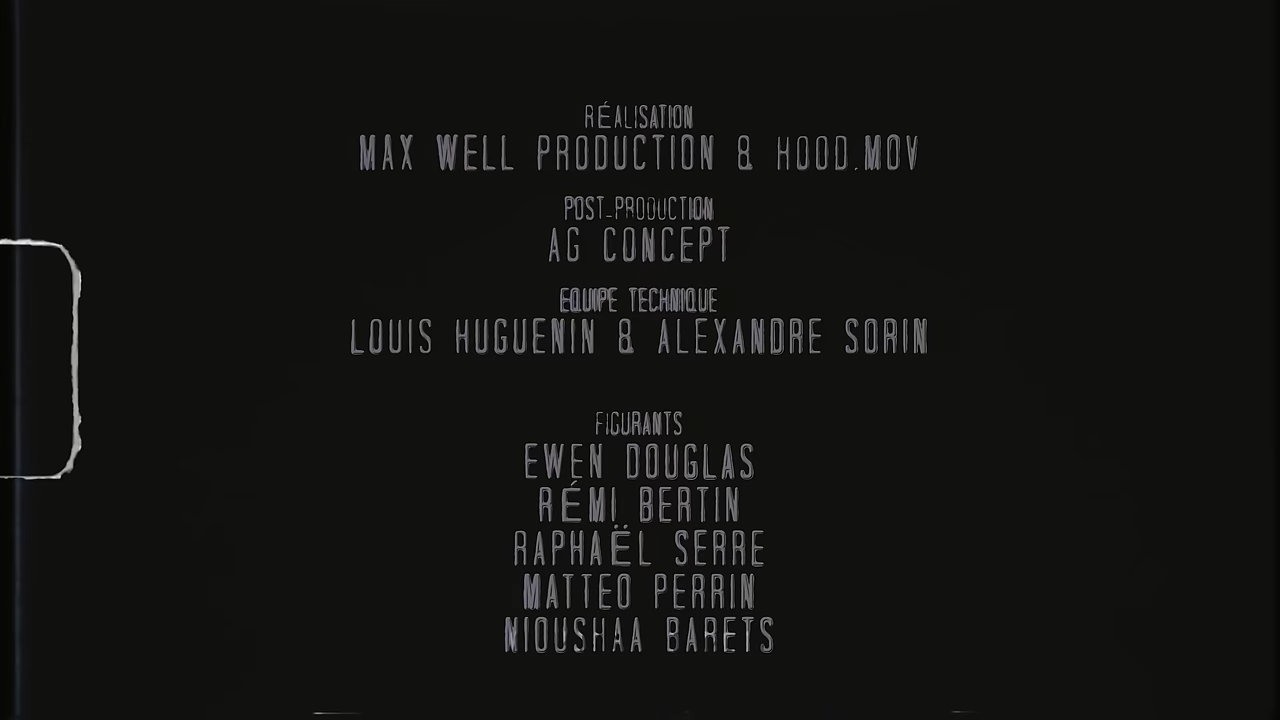 RÉALISATION
MAX WELL PRODUCTION & HOOD.MOV
POST-PRODUCTION
AG CONCEPT
EQUIPE TECHNIQUE
LOUIS HUGUENIN & ALEXANDRE SORIN
FIGURANTS
EWEN DOUGLAS
RÉMI BERTIN
RAPHAËL SERRE
MATTEO PERRIN
NIOUSHAA BARETS